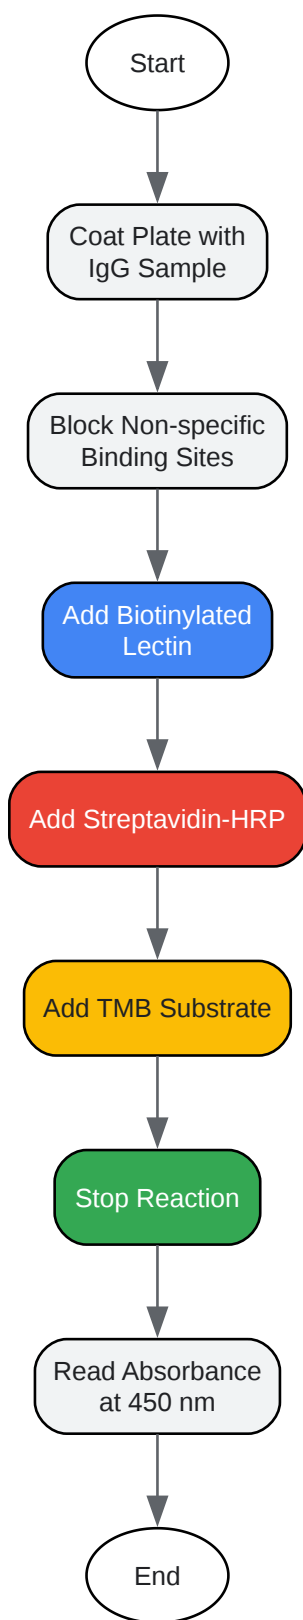 Start
Coat Plate with
IgG Sample
Block Non-specific
Binding Sites
Add Biotinylated
Lectin
Add Streptavidin-HRP
Add TMB Substrate
Stop Reaction
Read Absorbance
at 450 nm
End